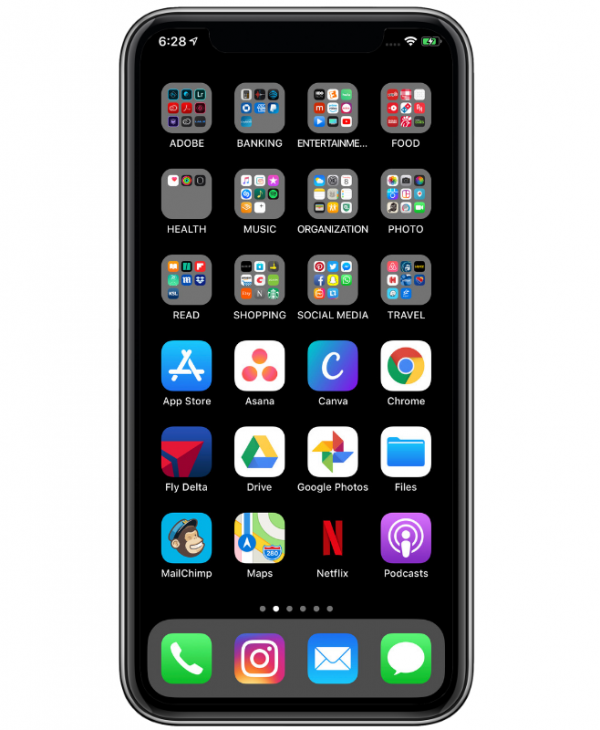 6:28
ADOBE BANKING ENTERTAINME... FOOD
HEALTH MUSIC ORGANIZATION PHOTO
READ SHOPPING SOCIAL MEDIA TRAVEL
App Store Asana Canva Chrome
Fly Delta Drive Google Photos Files
280
MailChimp Maps Netflix Podcasts